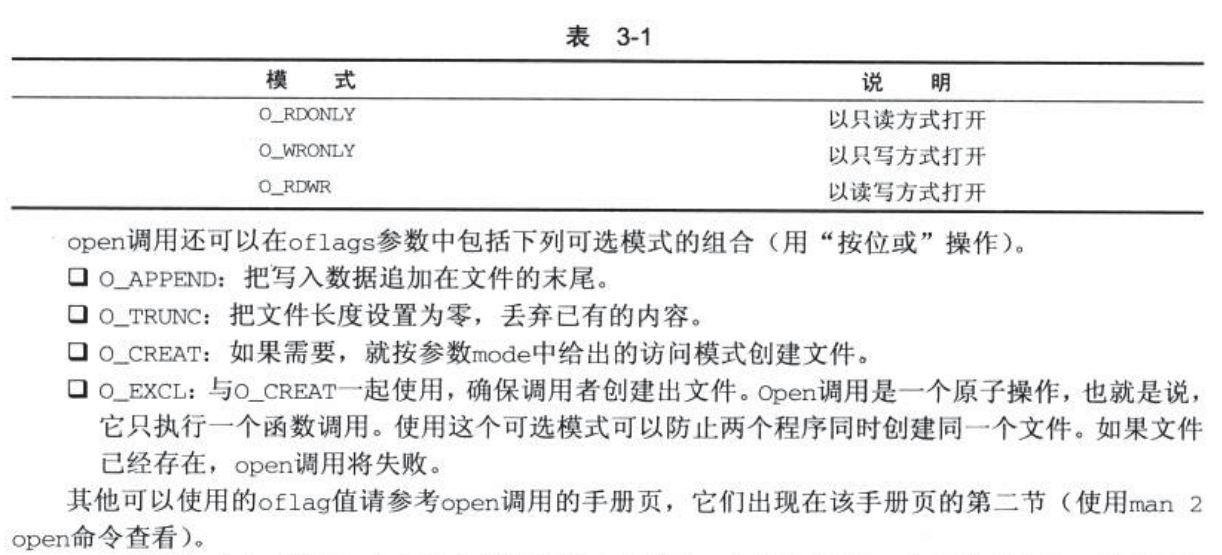 表 3-1
模 式 说 明
O_RDONLY 以只读方式打开
O_WRONLY 以只写方式打开
O_RDWR 以读写方式打开
open调用还可以在oflags参数中包括下列可选模式的组合（用“按位或”操作）。
❑ O_APPEND：把写入数据追加在文件的末尾。
❑ O_TRUNC：把文件长度设置为零，丢弃已有的内容。
❑ O_CREAT：如果需要，就按参数mode中给出的访问模式创建文件。
❑ O_EXCL：与O_CREAT一起使用，确保调用者创建出文件。Open调用是一个原子操作，也就是说，
它只执行一个函数调用。使用这个可选模式可以防止两个程序同时创建同一个文件。如果文件
已经存在，open调用将失败。
其他可以使用的oflag值请参考open调用的手册页，它们出现在该手册页的第二节（使用man 2
open命令查看）。